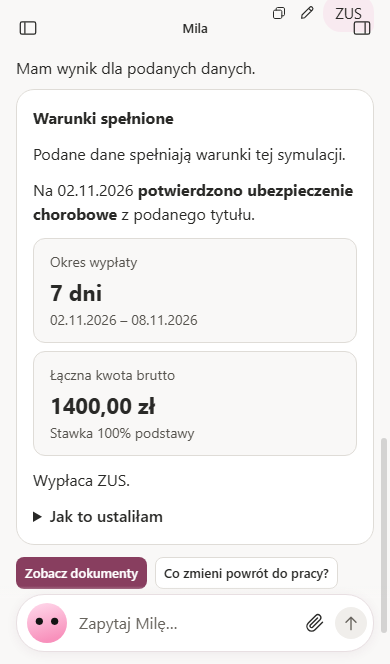 ZUS
Mila
Mam wynik dla podanych danych.
Warunki spełnione
Podane dane spełniają warunki tej symulacji.
Na 02.11.2026 potwierdzono ubezpieczenie
chorobowe z podanego tytułu.
Okres wypłaty
7 dni
02.11.2026 – 08.11.2026
Łączna kwota brutto
1400,00 zł
Stawka 100% podstawy
Wypłaca ZUS.
Jak to ustaliłam
Zobacz dokumenty
Co zmieni powrót do pracy?
Zapytaj Milę...